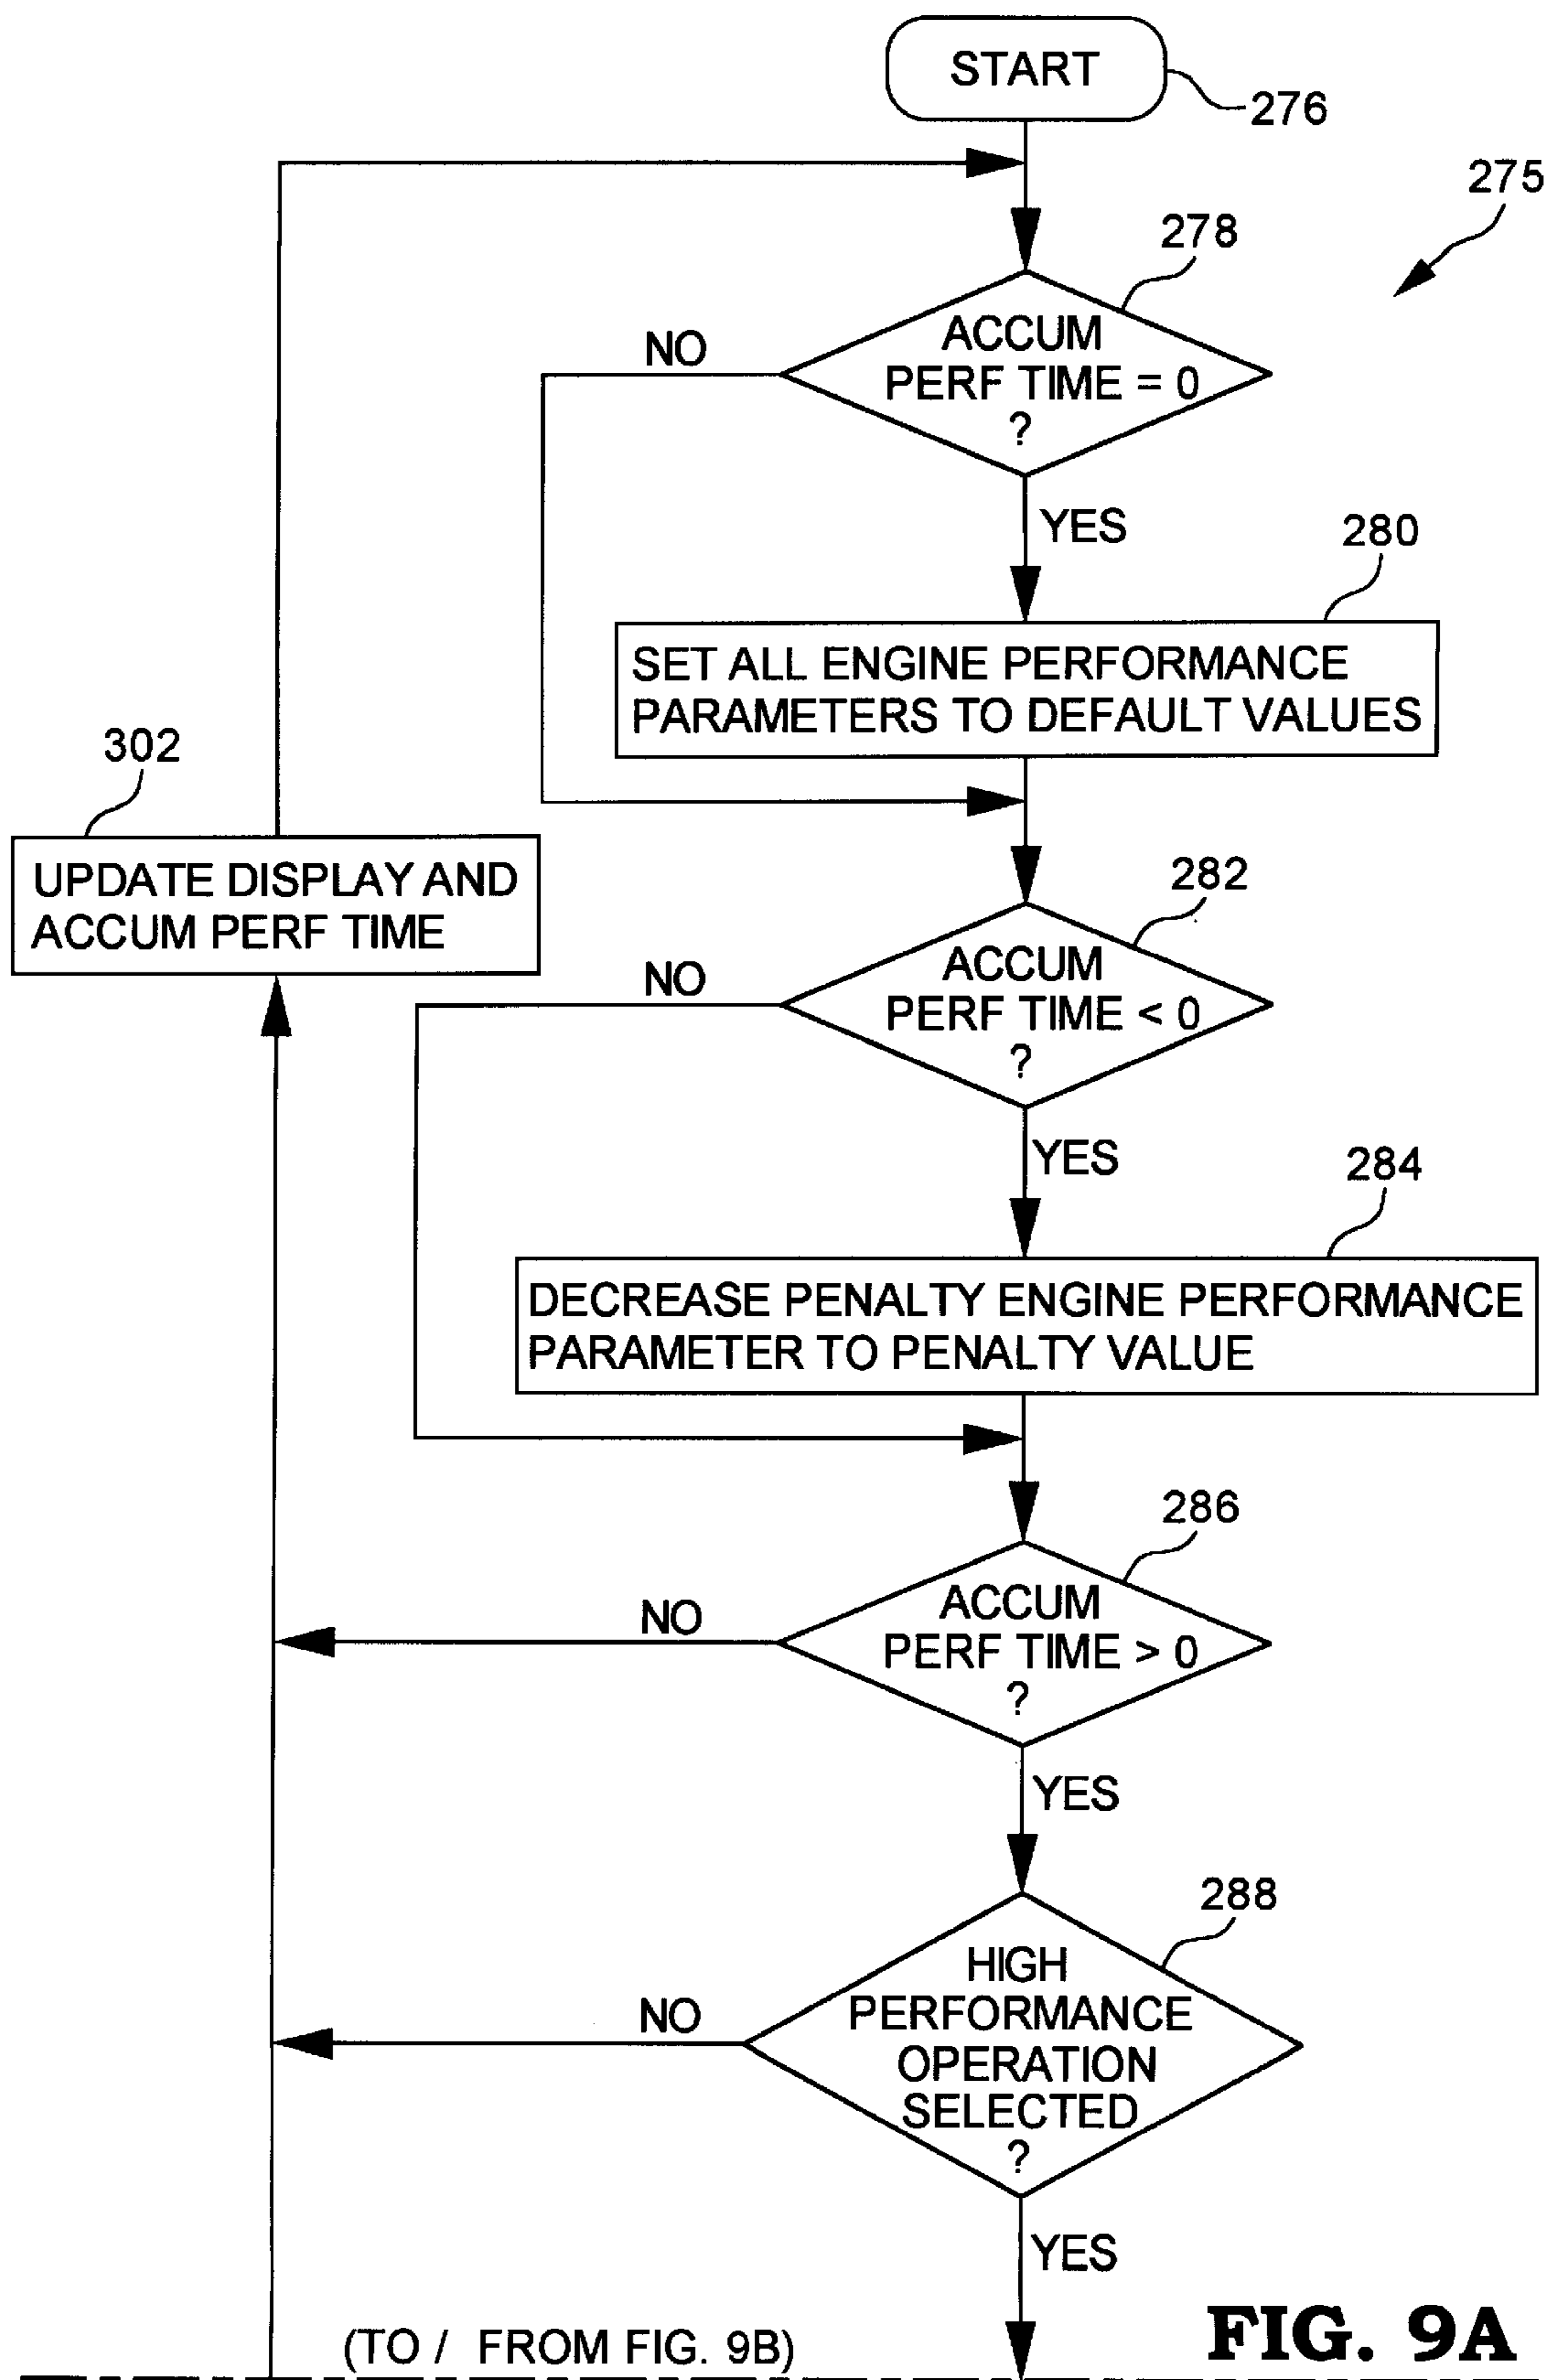 START
276
275
278
ACCUM
PERF TIME = 0
?
NO
YES
280
SET ALL ENGINE PERFORMANCE
PARAMETERS TO DEFAULT VALUES
302
UPDATE DISPLAY AND
ACCUM PERF TIME
282
ACCUM
PERF TIME < 0
?
NO
YES
284
DECREASE PENALTY ENGINE PERFORMANCE
PARAMETER TO PENALTY VALUE
286
ACCUM
PERF TIME > 0
?
NO
YES
288
HIGH
PERFORMANCE
OPERATION
SELECTED
?
NO
YES
(TO / FROM FIG. 9B)
FIG. 9A